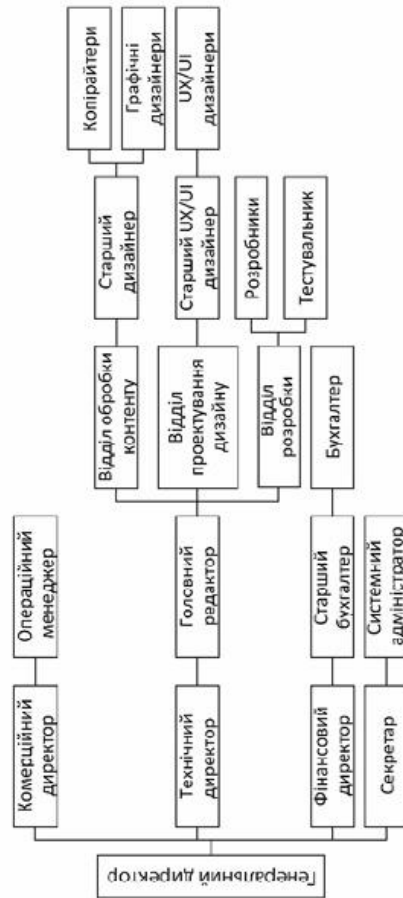 Генеральний директор
Комерційний
директор
Операційний
менеджер
Технічний
директор
Головний
редактор
Відділ обробки
контенгу
Старший
дизайнер
Копірайтери
Графічні
дизайнери
Відділ
проектування
дизайну
Старший UX/UI
дизайнер
UX/UI
дизайнери
Відділ
розробки
Розробники
Тестувальник
Фінансовий
директор
Старший
бухгалтер
Бухгалтер
Секретар
Системний
адміністратор